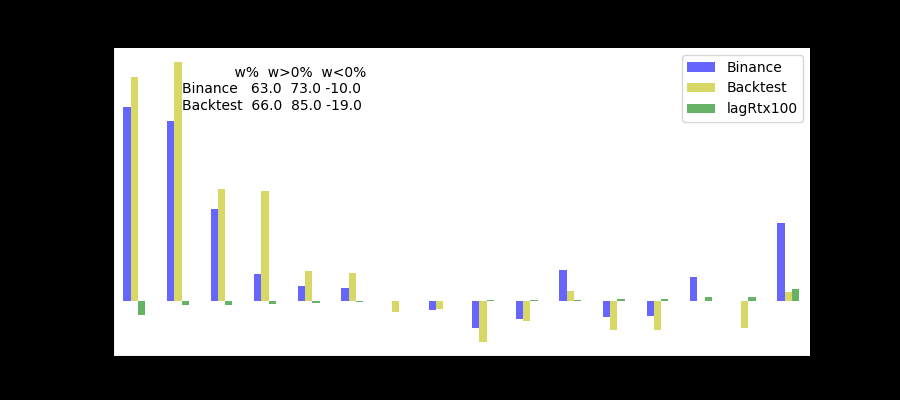 w% w>0% w<0%
Binance 63.0 73.0 -10.0
Backtest 66.0 85.0 -19.0
Binance
Backtest
lagRtx100